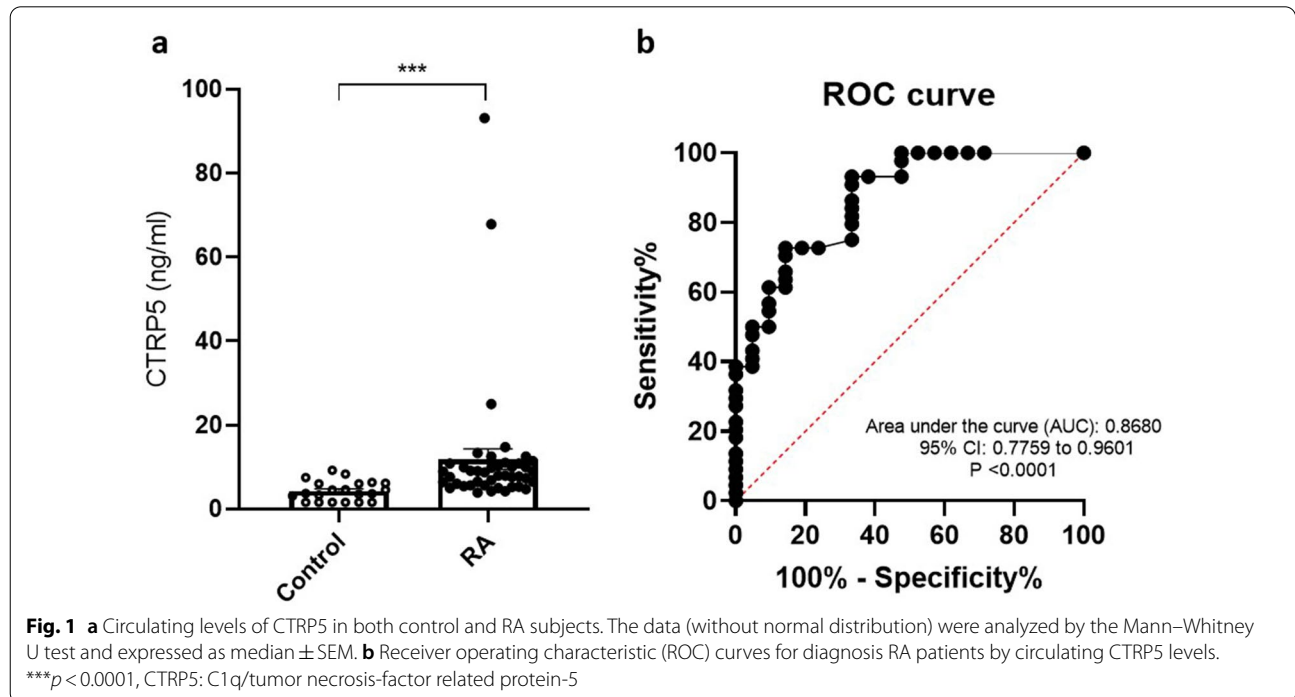 a
***
100
80
60
40
20
0
CTRP5 (ng/ml)
Control
RA
b
ROC curve
100
80
60
40
20
0
Sensitivity%
Area under the curve (AUC): 0.8680
95% CI: 0.7759 to 0.9601
P <0.0001
0 20 40 60 80 100
100% - Specificity%
Fig. 1 a Circulating levels of CTRP5 in both control and RA subjects. The data (without normal distribution) were analyzed by the Mann–Whitney
U test and expressed as median ± SEM. b Receiver operating characteristic (ROC) curves for diagnosis RA patients by circulating CTRP5 levels.
***p < 0.0001, CTRP5: C1q/tumor necrosis-factor related protein-5